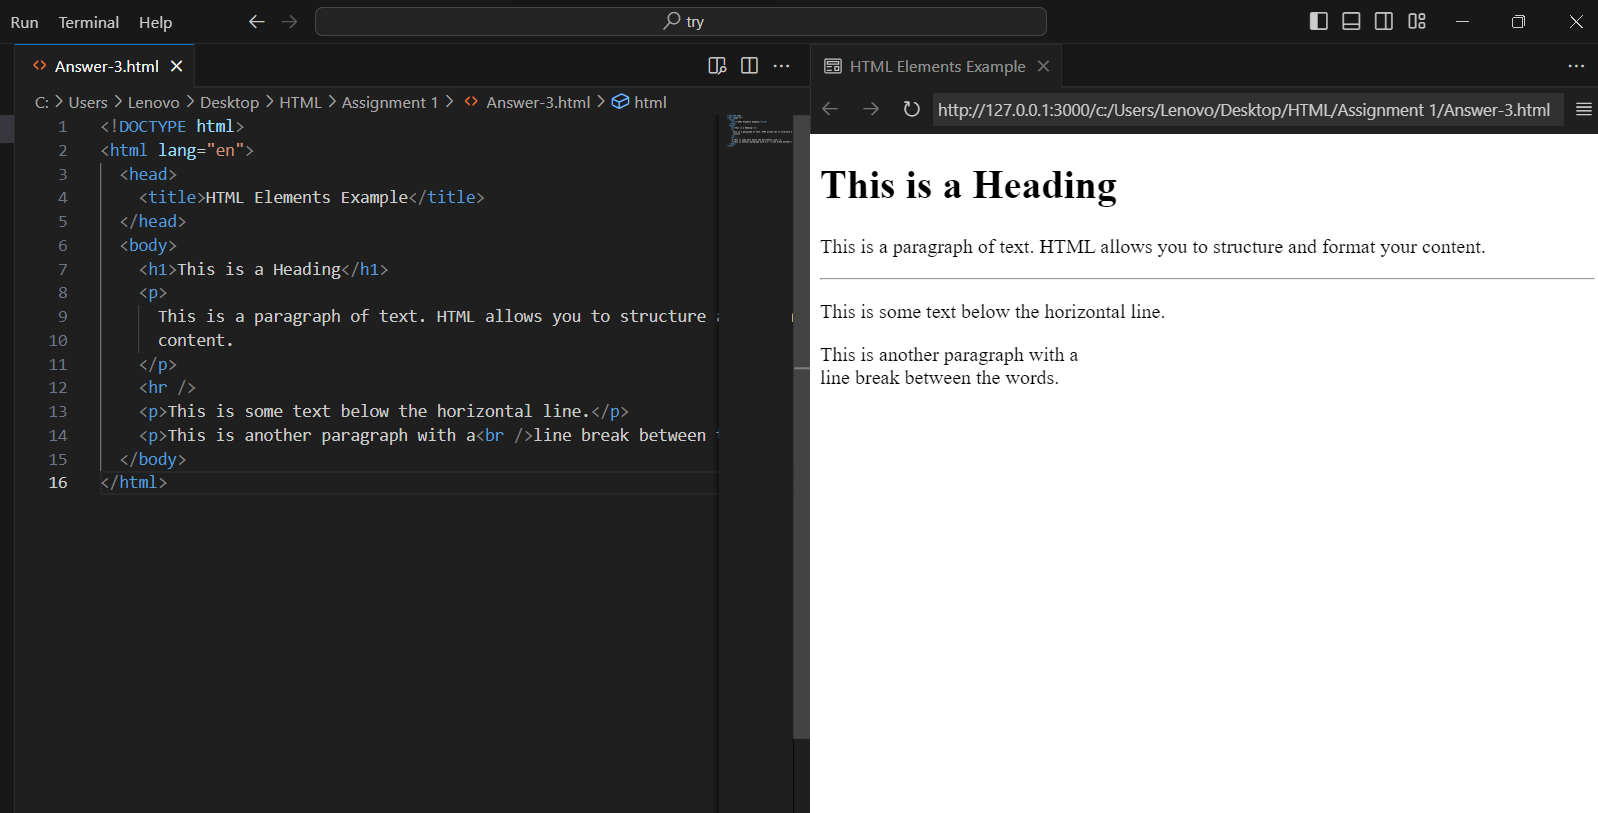 Run Terminal Help
try
Answer-3.html
C: > Users > Lenovo > Desktop > HTML > Assignment 1 > <> Answer-3.html > html
1 <!DOCTYPE html>
2 <html lang="en">
3 <head>
4 <title>HTML Elements Example</title>
5 </head>
6 <body>
7 <h1>This is a Heading</h1>
8 <p>
9 This is a paragraph of text. HTML allows you to structure
10 content.
11 </p>
12 <hr />
13 <p>This is some text below the horizontal line.</p>
14 <p>This is another paragraph with a<br />line break between
15 </body>
16 </html>
HTML Elements Example
http://127.0.0.1:3000/c:/Users/Lenovo/Desktop/HTML/Assignment 1/Answer-3.html
This is a Heading
This is a paragraph of text. HTML allows you to structure and format your content.
This is some text below the horizontal line.
This is another paragraph with a
line break between the words.